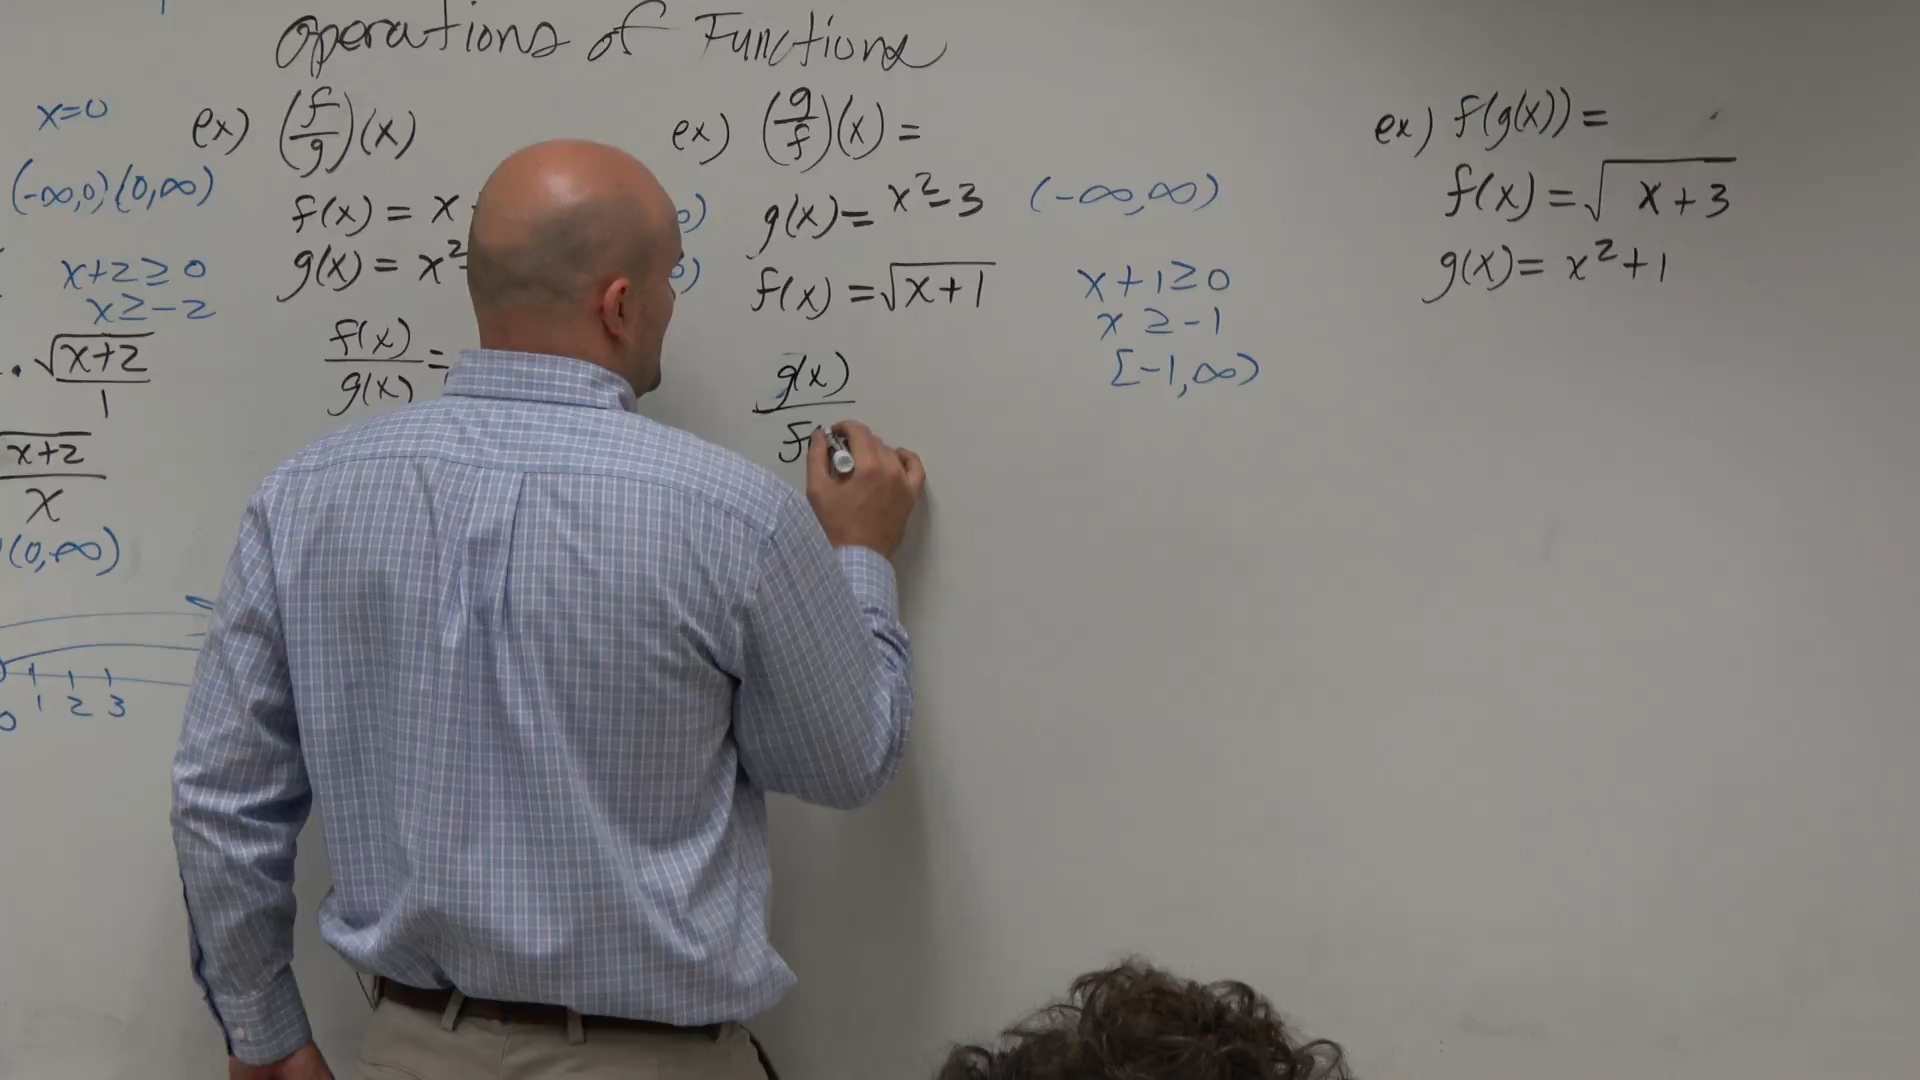 Operations of Functions
x=0
(-∞,0)(0,∞)
x+2≥0
x≥-2
· √(x+2)/1
√(x+2)/x
(0,∞)
0 1 2 3
ex) (f/g)(x)
f(x) = x
g(x) = x²
f(x)/g(x) =
ex) (g/f)(x) =
g(x) = x²-3 (-∞,∞)
f(x) = √(x+1)
x+1≥0
x ≥ -1
[-1,∞)
g(x)/f(
ex) f(g(x)) =
f(x) = √(x+3)
g(x) = x²+1